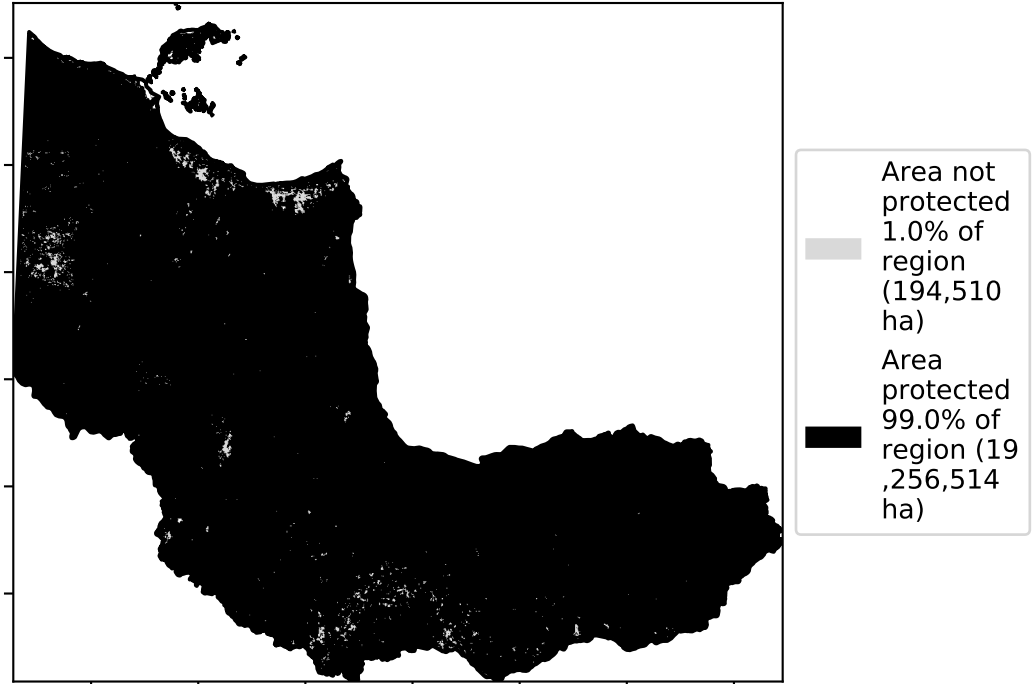 Area not
protected
1.0% of
region
(194,510
ha)
Area
protected
99.0% of
region (19
,256,514
ha)